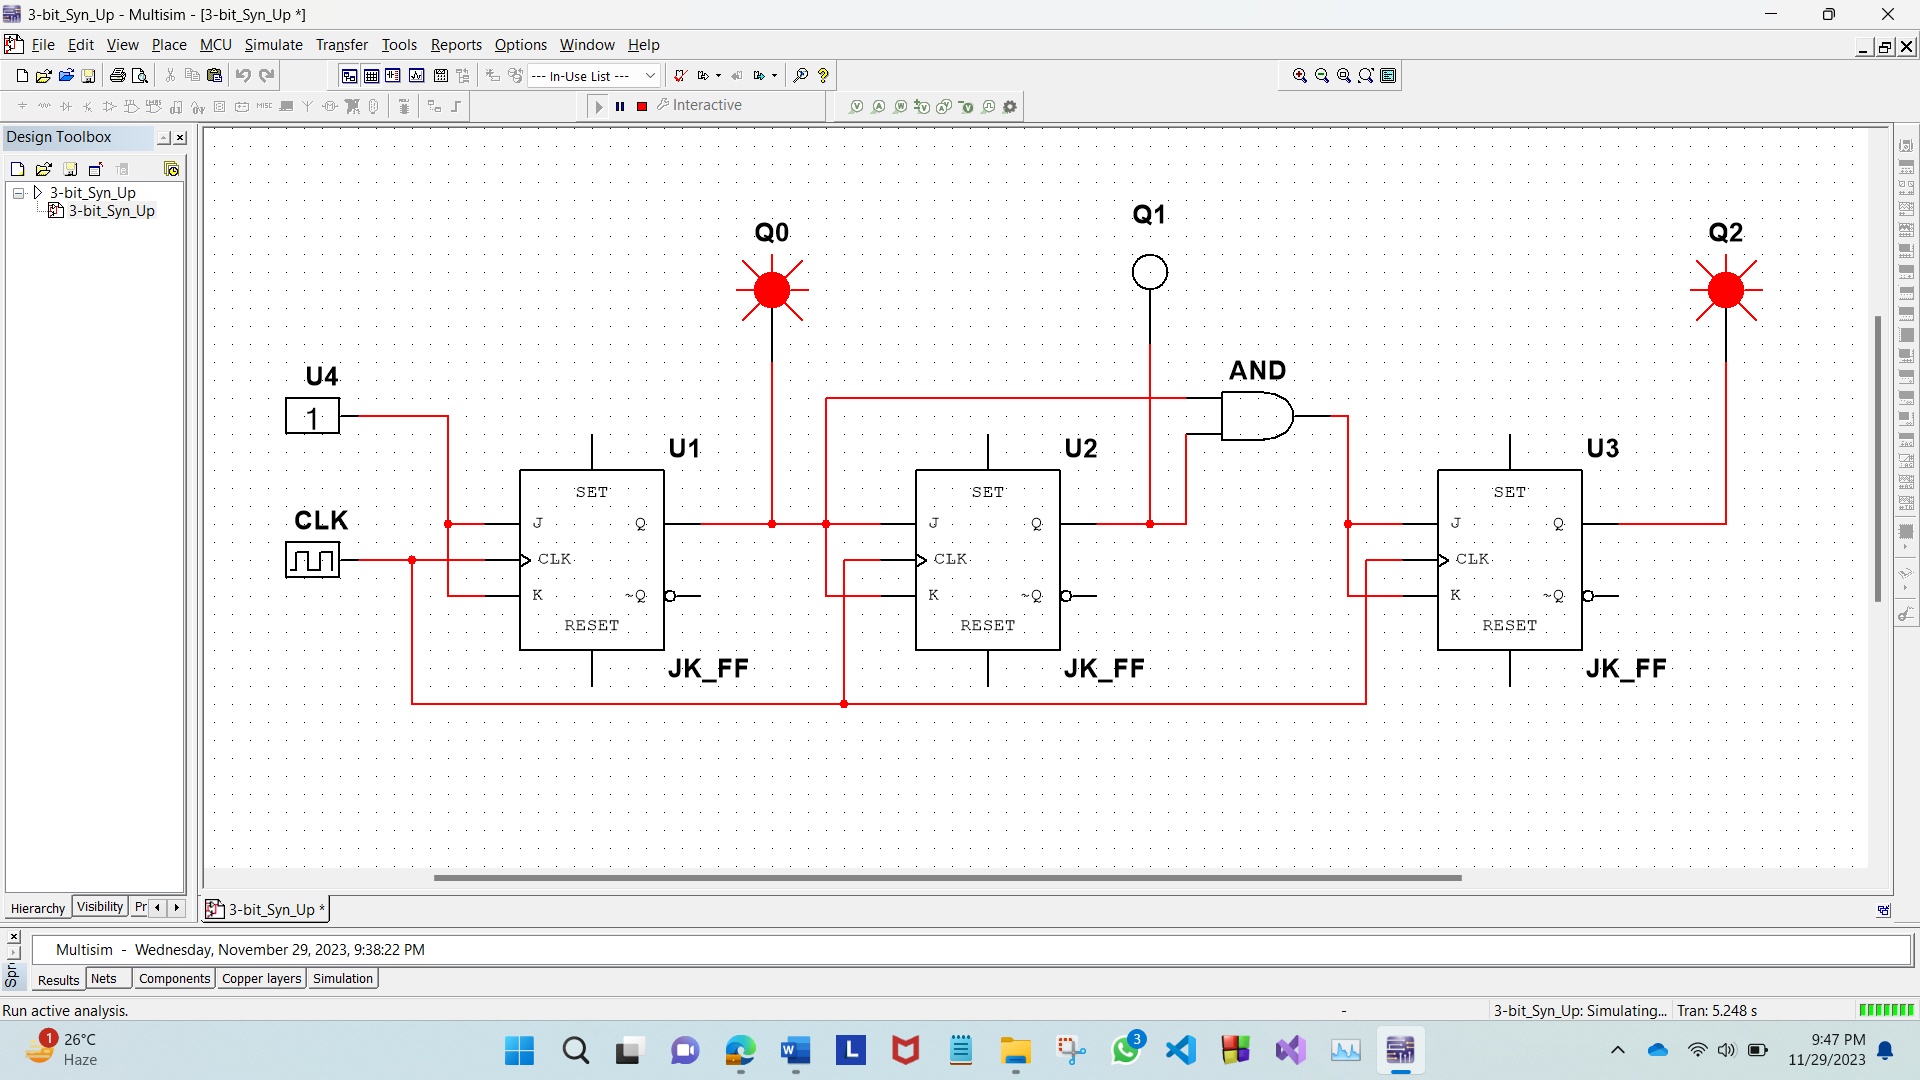 3-bit_Syn_Up - Multisim - [3-bit_Syn_Up *]
File Edit View Place MCU Simulate Transfer Tools Reports Options Window Help
--- In-Use List ---
MISC
Interactive
Design Toolbox
3-bit_Syn_Up
3-bit_Syn_Up
Q0
Q1
Q2
U4
1
AND
CLK
U1
SET
J
Q
CLK
K
~Q
RESET
JK_FF
U2
SET
J
Q
CLK
K
~Q
RESET
JK_FF
U3
SET
J
Q
CLK
K
~Q
RESET
JK_FF
Hierarchy Visibility Pr
3-bit_Syn_Up *
Spr
Multisim - Wednesday, November 29, 2023, 9:38:22 PM
Results Nets Components Copper layers Simulation
Run active analysis.
-
3-bit_Syn_Up: Simulating... Tran: 5.248 s
1
26°C
Haze
W
L
3
9:47 PM
11/29/2023